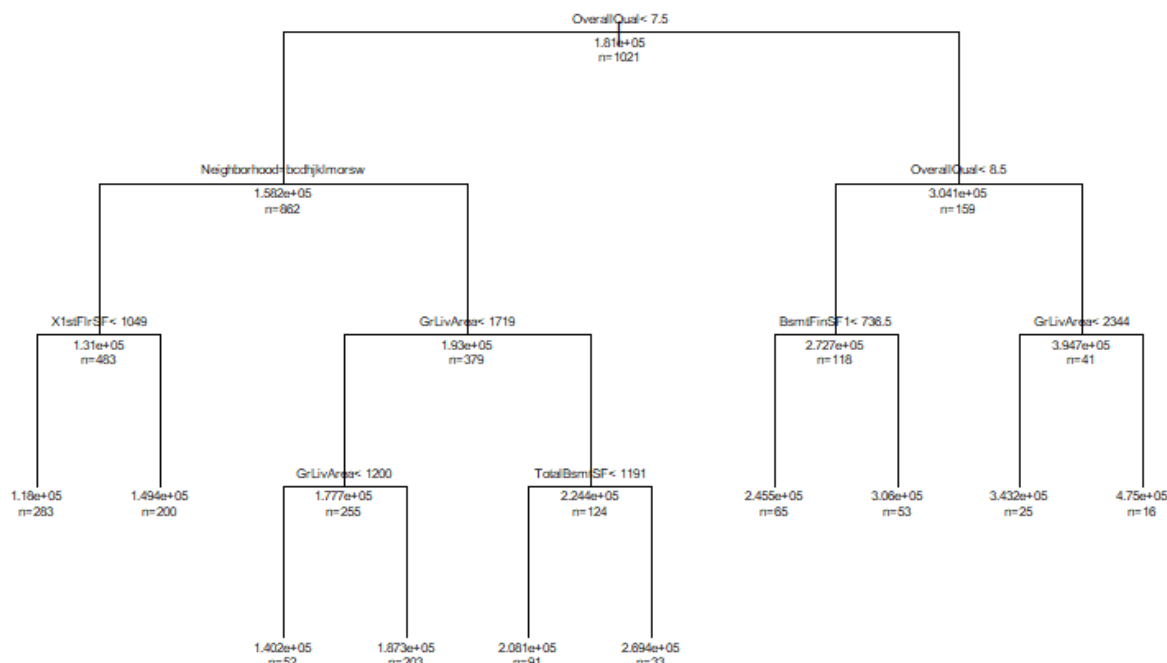 OverallQual< 7.5
1.81e+05
n=1021
Neighborhood=bcdhjklmorsw
1.582e+05
n=862
OverallQual< 8.5
3.041e+05
n=159
X1stFlrSF< 1049
1.31e+05
n=483
GrLivArea< 1719
1.93e+05
n=379
BsmtFinSF1< 736.5
2.727e+05
n=118
GrLivArea< 2344
3.947e+05
n=41
1.18e+05
n=283
1.494e+05
n=200
GrLivArea< 1200
1.777e+05
n=255
TotalBsmtSF< 1191
2.244e+05
n=124
2.455e+05
n=65
3.06e+05
n=53
3.432e+05
n=25
4.75e+05
n=16
1.402e+05
n=52
1.873e+05
n=203
2.081e+05
n=91
2.694e+05
n=33